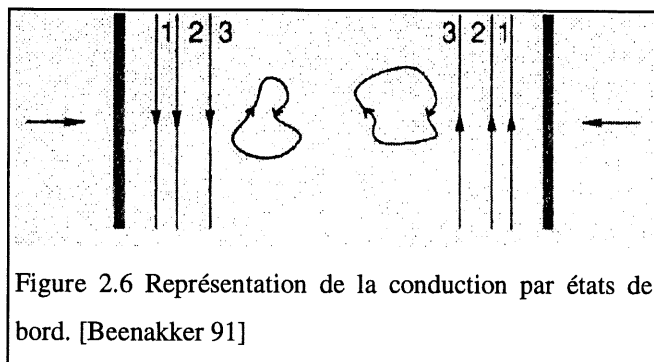 1 2 3 3 2 1
Figure 2.6 Représentation de la conduction par états de
bord. [Beenakker 91]